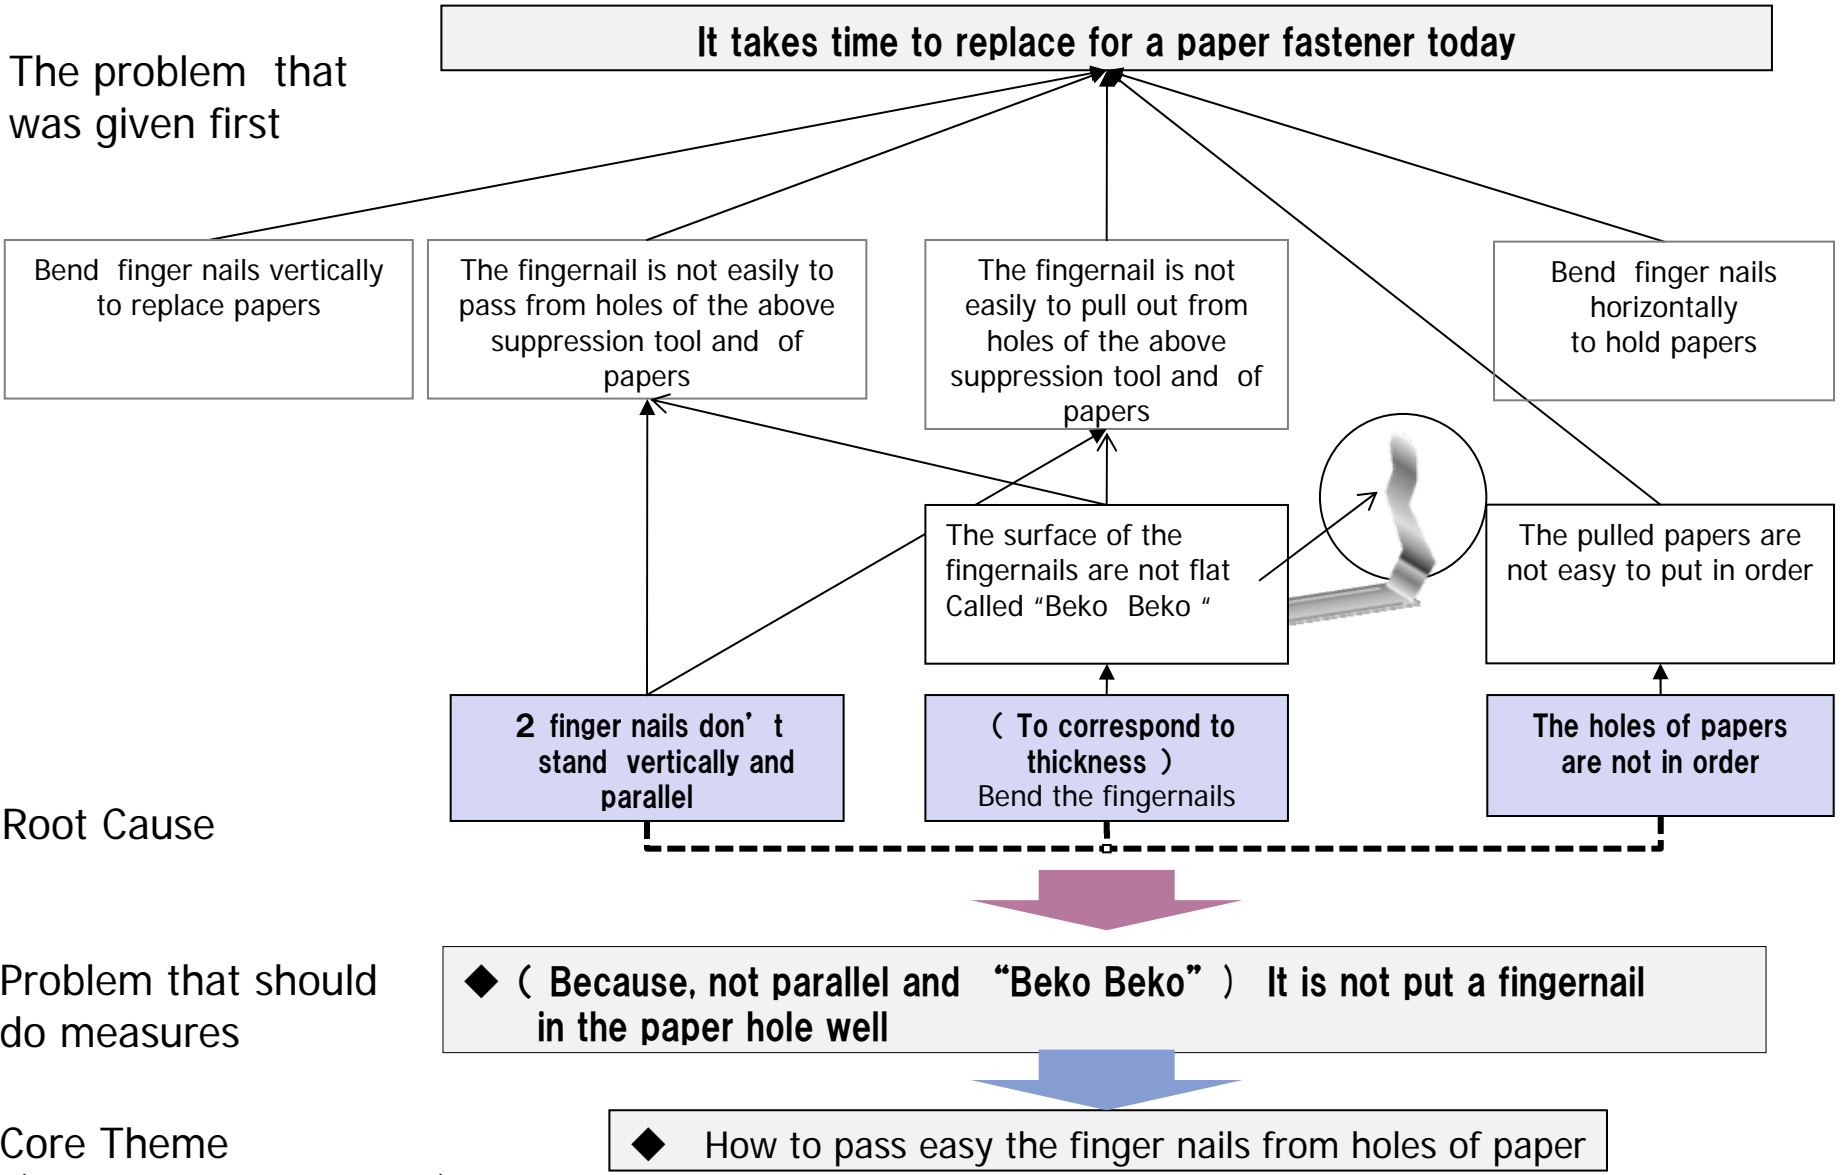 It takes time to replace for a paper fastener today
The problem that
was given first
Bend finger nails vertically
to replace papers
The fingernail is not easily to
pass from holes of the above
suppression tool and of
papers
The fingernail is not
easily to pull out from
holes of the above
suppression tool and of
papers
Bend finger nails
horizontally
to hold papers
The surface of the
fingernails are not flat
Called “Beko Beko “
The pulled papers are
not easy to put in order
2 finger nails don’t
stand vertically and
parallel
( To correspond to
thickness )
Bend the fingernails
The holes of papers
are not in order
Root Cause
Problem that should
do measures
◆ ( Because, not parallel and “Beko Beko” ) It is not put a fingernail
in the paper hole well
Core Theme
◆ How to pass easy the finger nails from holes of paper